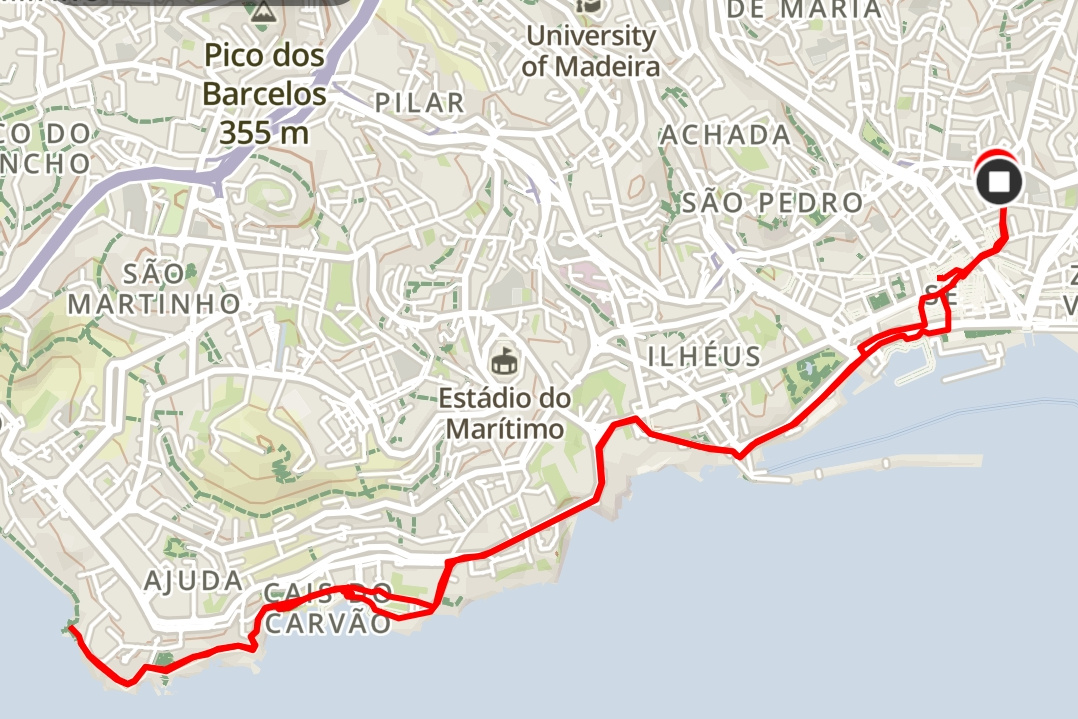 DE MARIA
University
of Madeira
Pico dos
Barcelos
355 m
PILAR
ACHADA
CO DO
NCHO
SÃO PEDRO
SÃO
MARTINHO
SÉ
Z
V
ILHÉUS
Estádio do
Marítimo
AJUDA
CAIS DO
CARVÃO